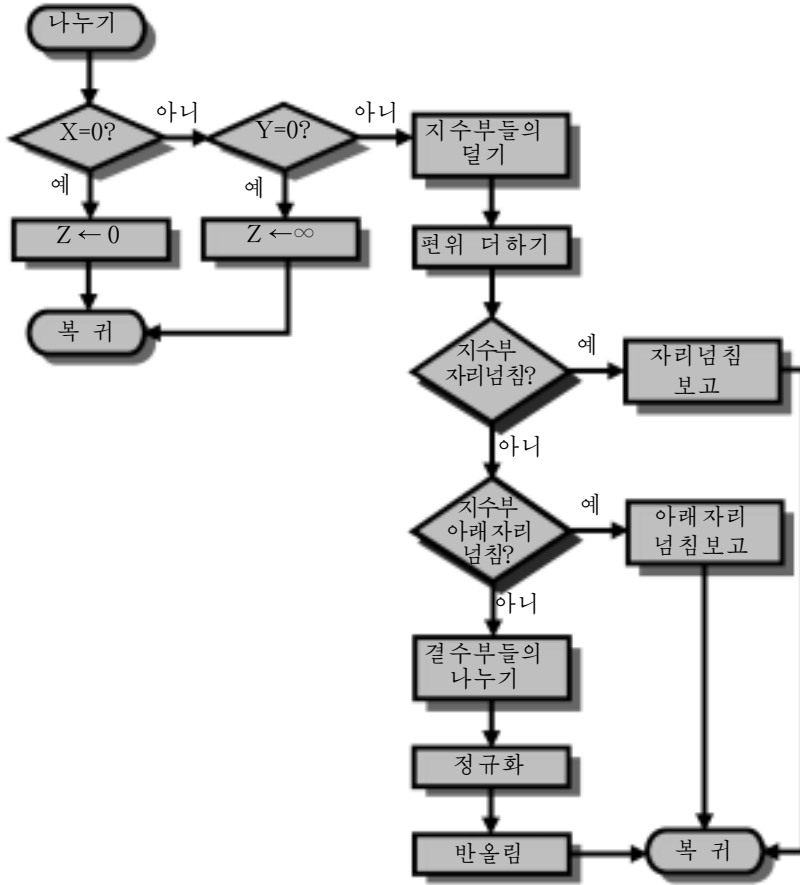 나누기
X=0?
아니
Y=0?
아니
지수부들의
덜기
예
예
Z ← 0
Z ←∞
편위 더하기
복 귀
지수부
자리넘침?
예
자리넘침
보고
아니
지수부
아래자리
넘침?
예
아래자리
넘침보고
아니
결수부들의
나누기
정규화
반올림
복 귀